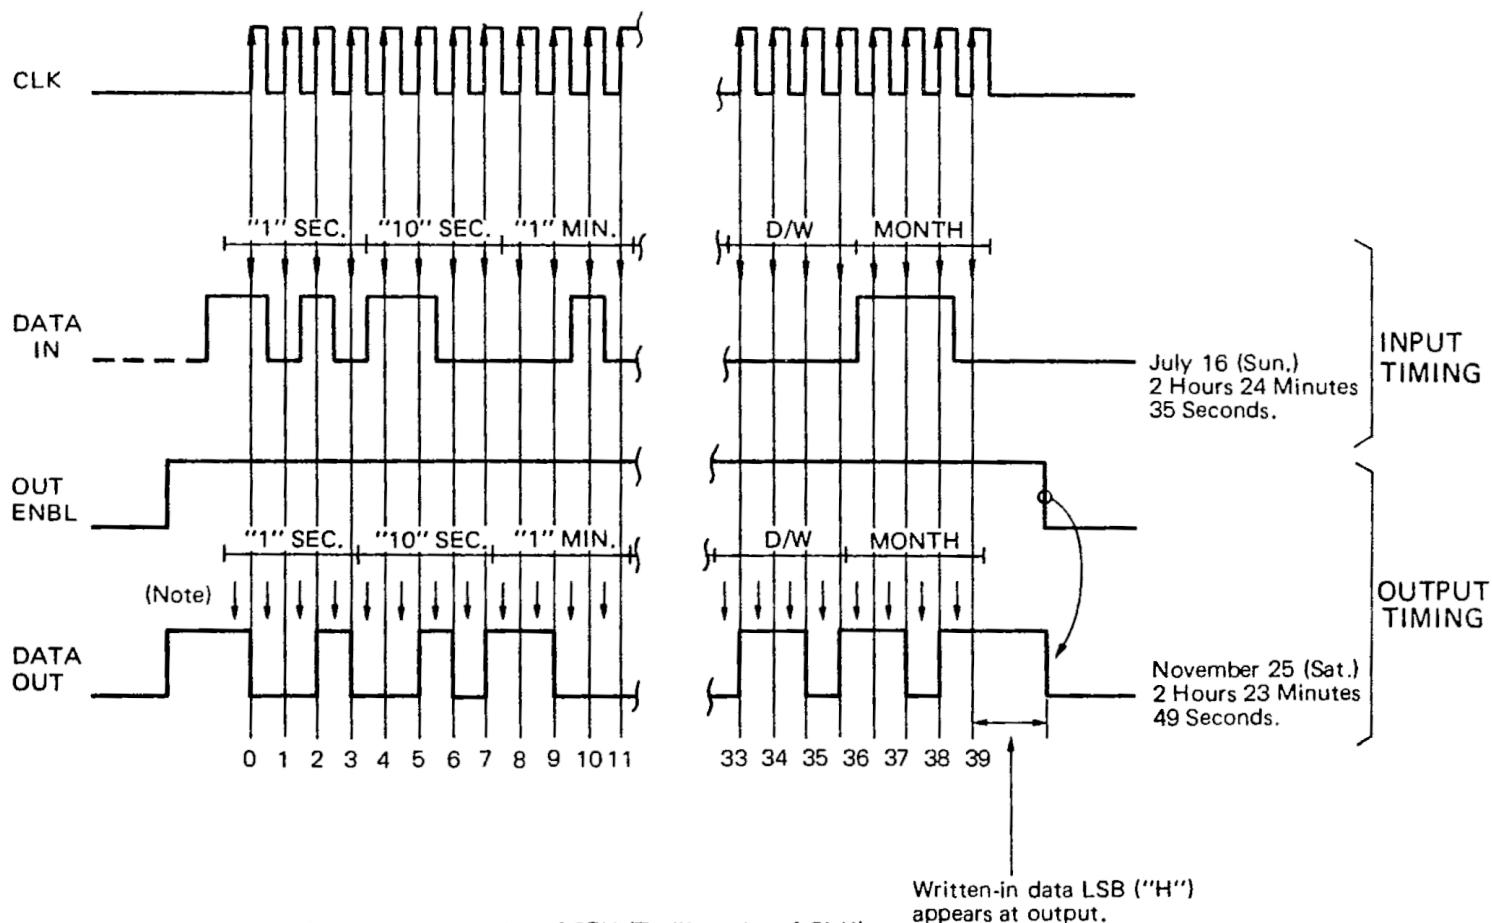 CLK
"1" SEC. "10" SEC. "1" MIN. D/W MONTH
DATA
IN
July 16 (Sun.)
2 Hours 24 Minutes
35 Seconds.
INPUT
TIMING
OUT
ENBL
"1" SEC. "10" SEC. "1" MIN. D/W MONTH
(Note)
DATA
OUT
November 25 (Sat.)
2 Hours 23 Minutes
49 Seconds.
OUTPUT
TIMING
0 1 2 3 4 5 6 7 8 9 10 11 33 34 35 36 37 38 39
Written-in data LSB ("H")
appears at output.